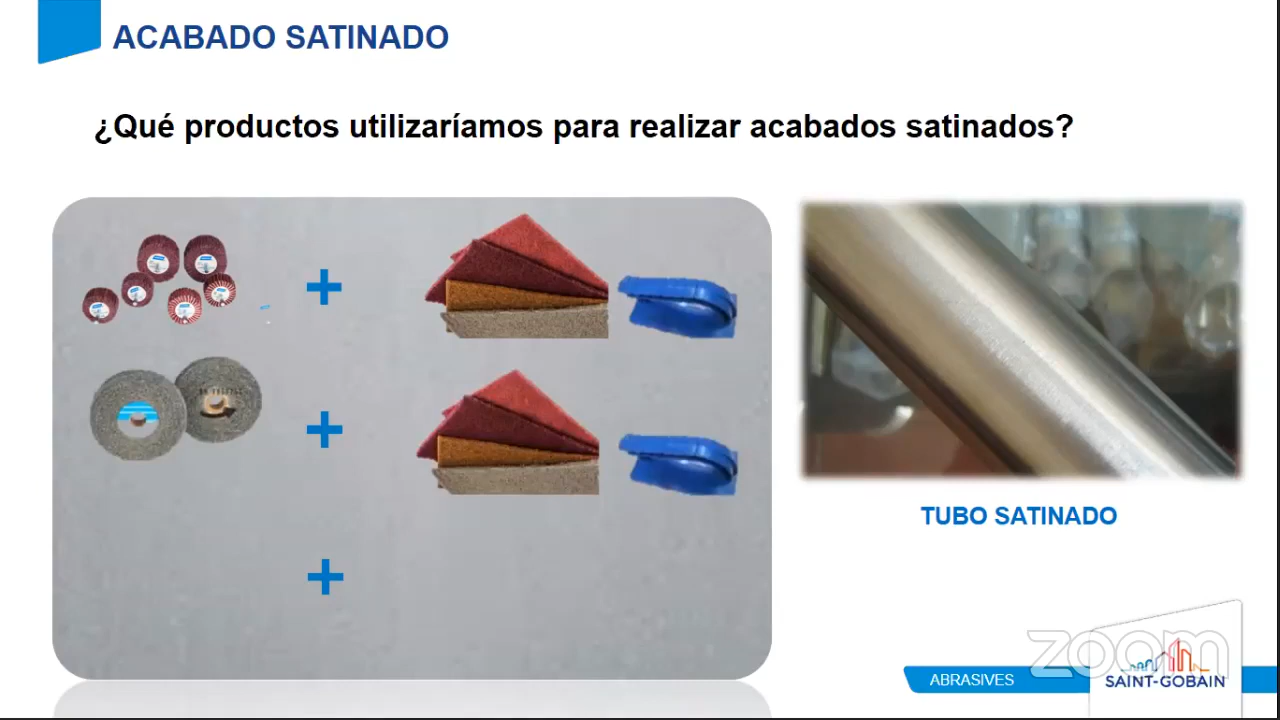 ACABADO SATINADO
¿Qué productos utilizaríamos para realizar acabados satinados?
+
+
+
TUBO SATINADO
ABRASIVES
zoom
SAINT-GOBAIN